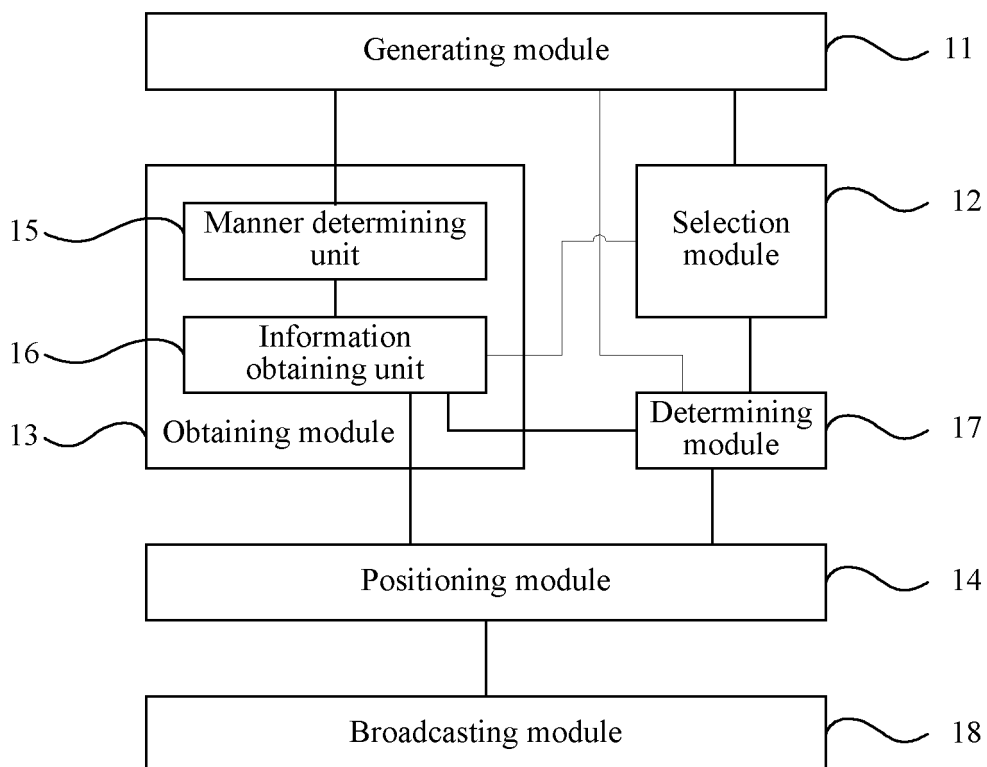 Generating module
11
15
Manner determining
unit
Selection
module
12
16
Information
obtaining unit
13
Obtaining module
Determining
module
17
Positioning module
14
Broadcasting module
18